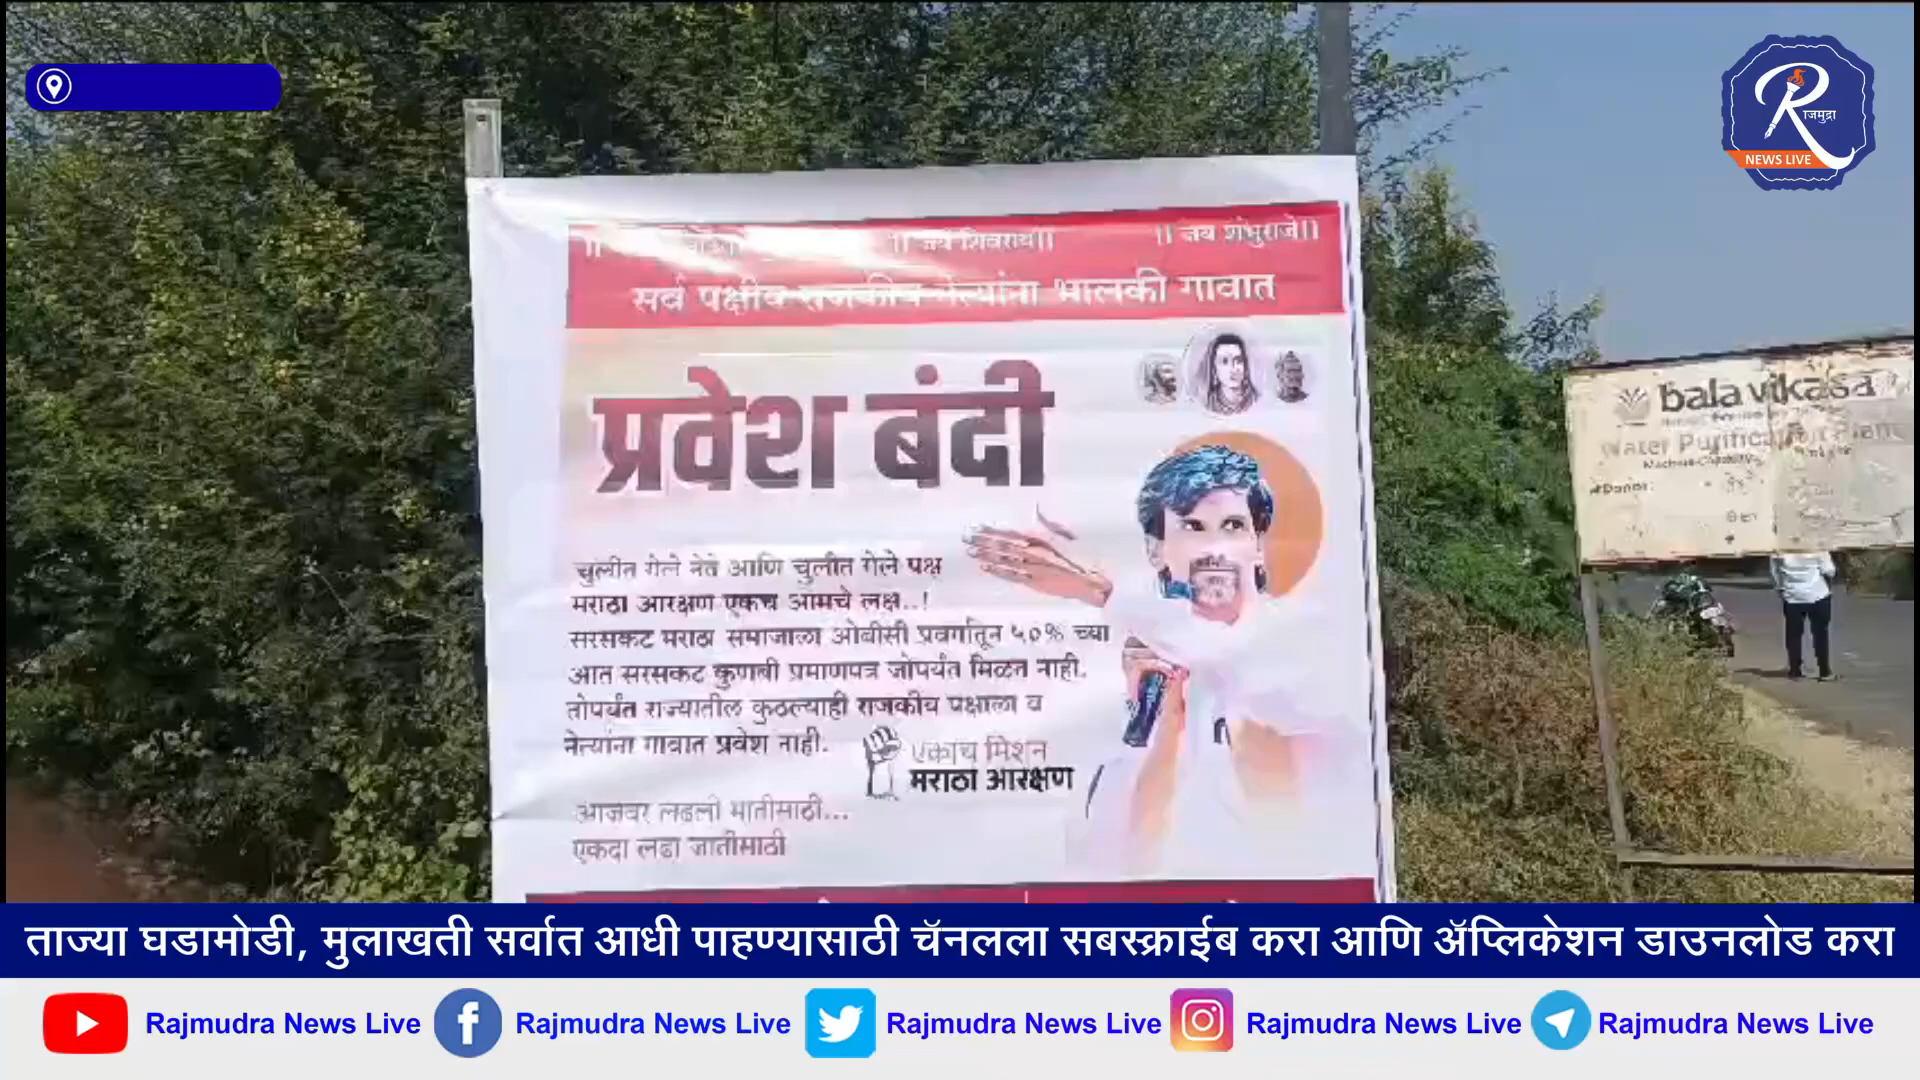 राजमुद्रा
NEWS LIVE
।। जय शिवराय।।
।। जय शंभुराजे।।
सर्व पक्षीय राजकीय नेत्यांना भालकी गावात
प्रवेश बंदी
चुलीत गेले नेते आणि चुलीत गेले पक्ष
मराठा आरक्षण एकच आमचे लक्ष..!
सरसकट मराठा समाजाला ओबीसी प्रवर्गातून ५०% च्या
आत सरसकट कुणबी प्रमाणपत्र जोपर्यंत मिळत नाही.
तोपर्यंत राज्यातील कुठल्याही राजकीय पक्षाला व
नेत्यांना गावात प्रवेश नाही.
एकाच मिशन
मराठा आरक्षण
आजवर लढलो मातीसाठी...
एकदा लढा जातीसाठी
bala vikasa
Water Purification Plant
Donor:
ताज्या घडामोडी, मुलाखती सर्वात आधी पाहण्यासाठी चॅनलला सबस्क्राईब करा आणि ॲप्लिकेशन डाउनलोड करा
Rajmudra News Live
Rajmudra News Live
Rajmudra News Live
Rajmudra News Live
Rajmudra News Live